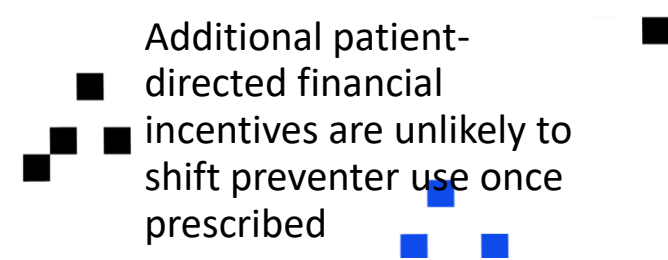 Additional patient-
directed financial
incentives are unlikely to
shift preventer use once
prescribed